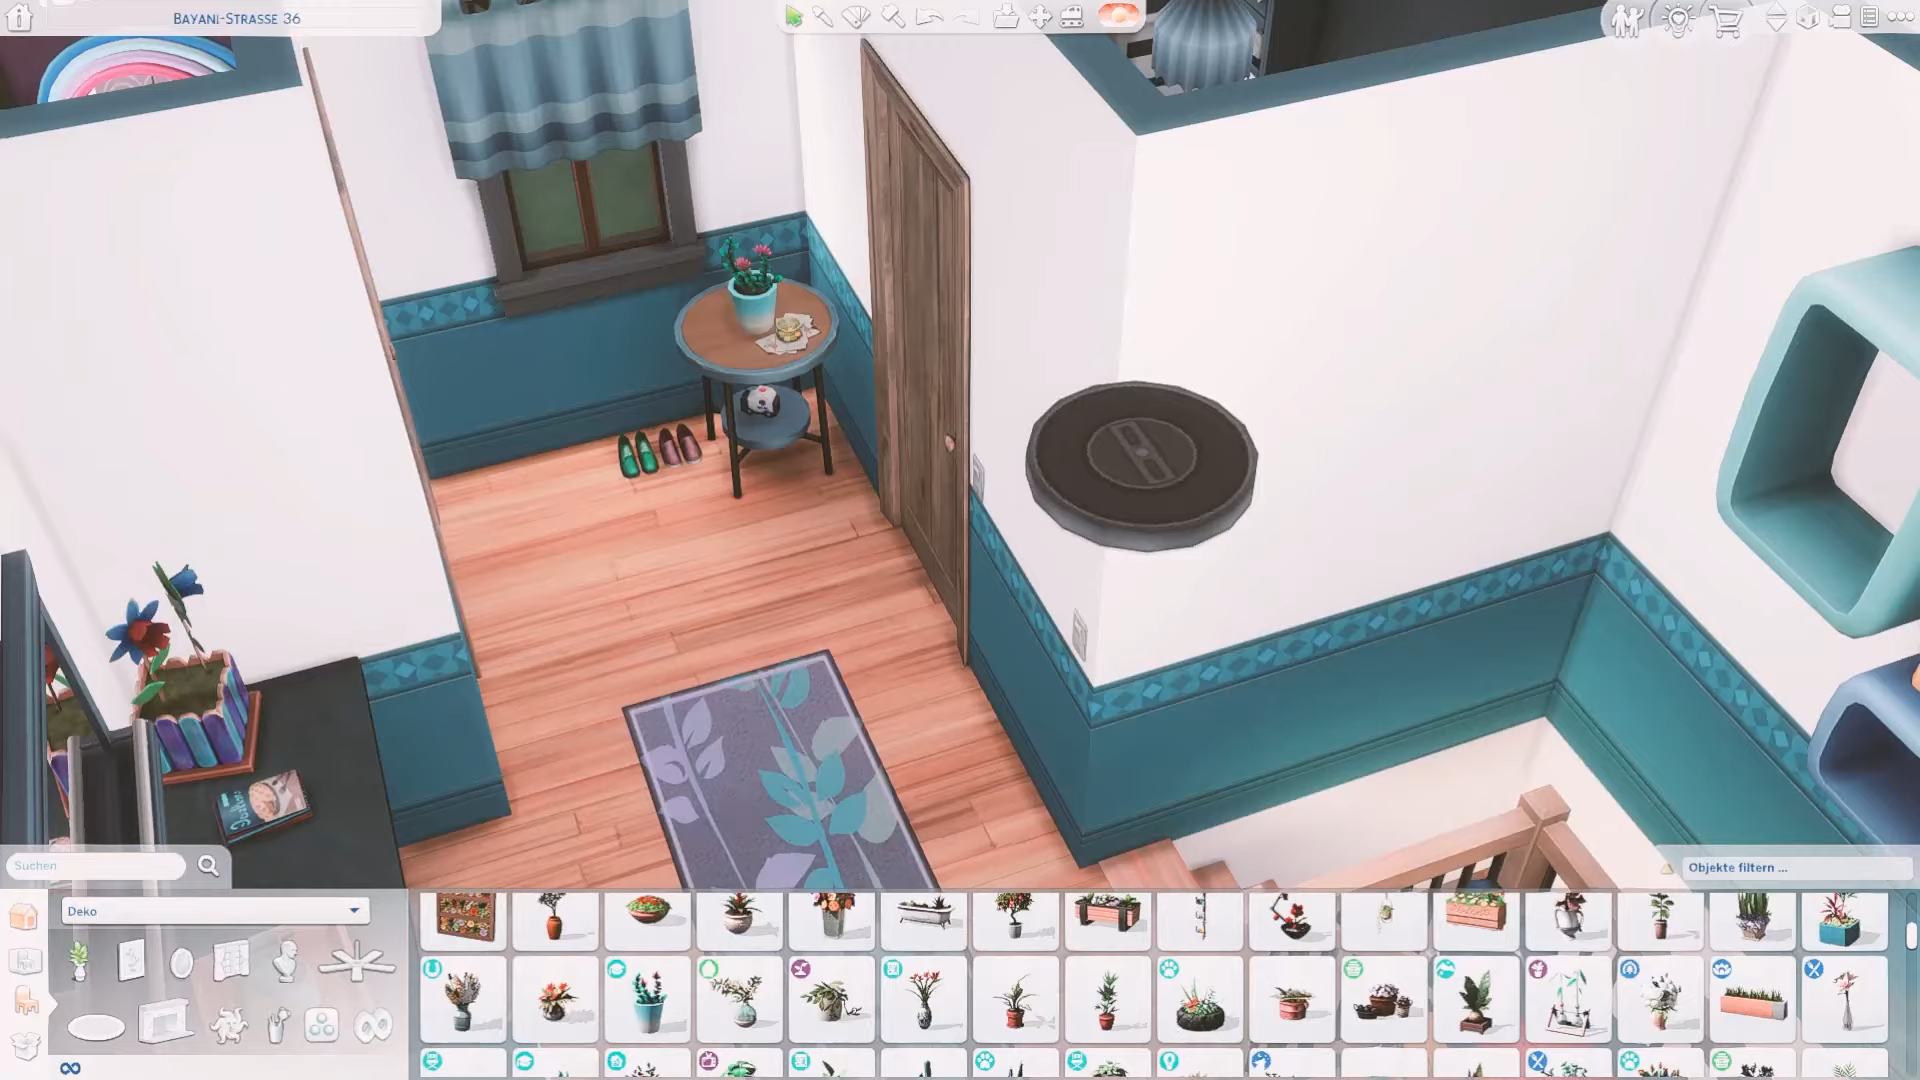 Bayani-Strasse 36
Suchen
Objekte filtern ...
Deko